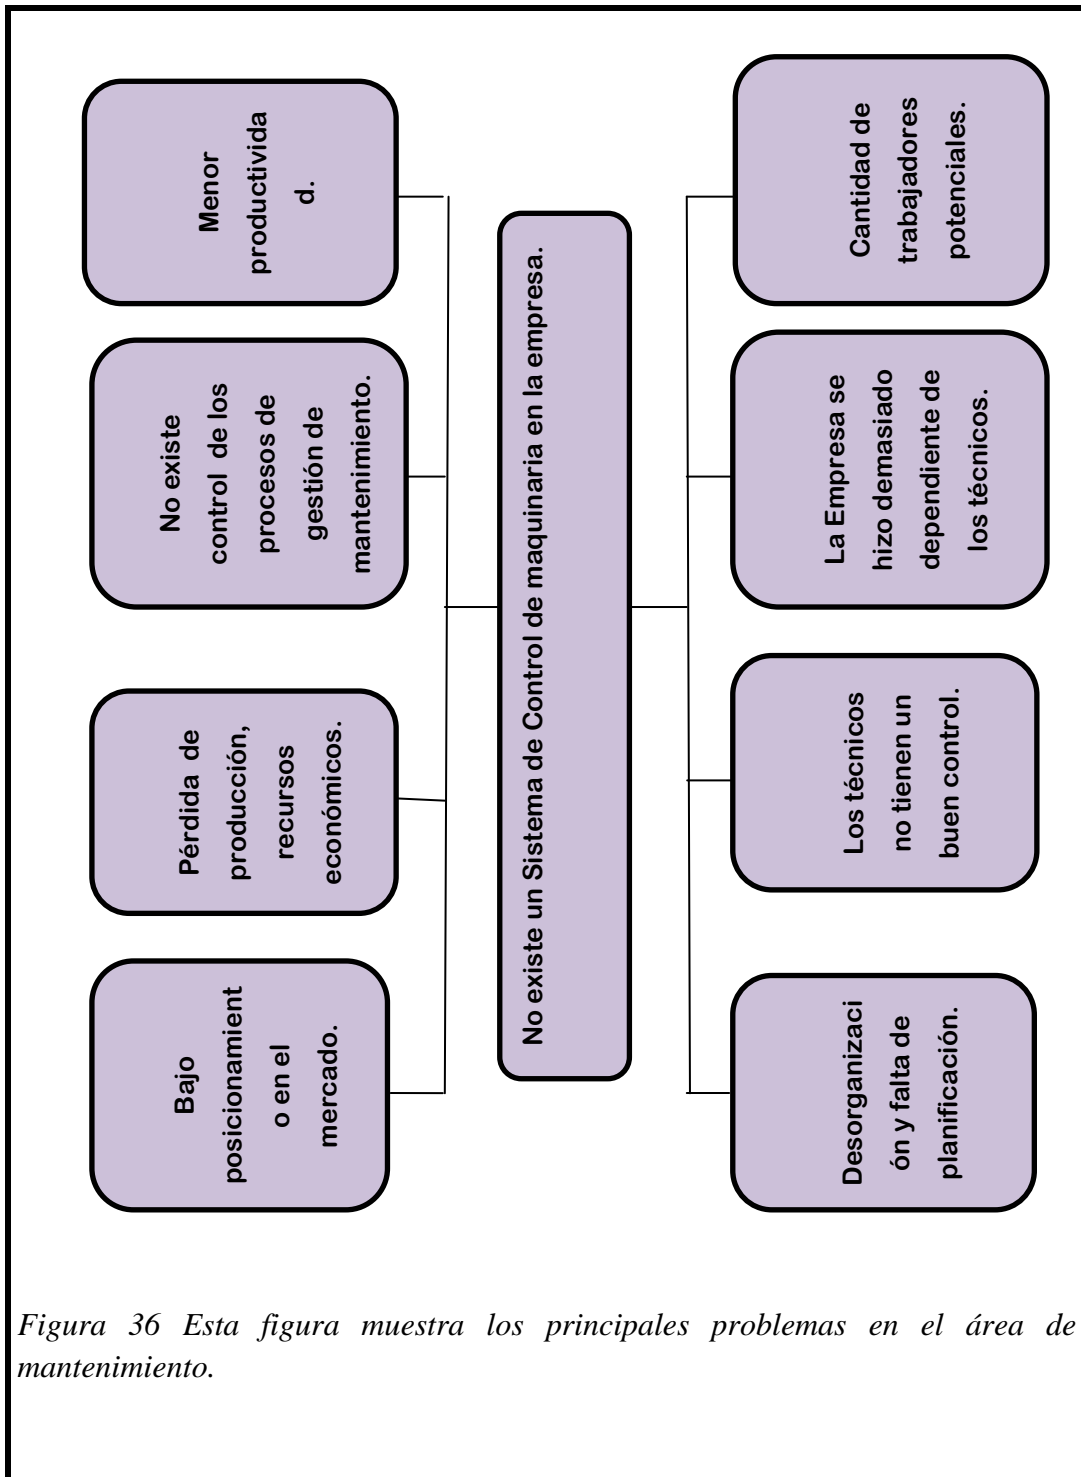 Bajo
posicionamient
o en el
mercado.
Pérdida de
producción,
recursos
económicos.
No existe
control de los
procesos de
gestión de
mantenimiento.
Menor
productivida
d.
No existe un Sistema de Control de maquinaria en la empresa.
Desorganizaci
ón y falta de
planificación.
Los técnicos
no tienen un
buen control.
La Empresa se
hizo demasiado
dependiente de
los técnicos.
Cantidad de
trabajadores
potenciales.
Figura 36 Esta figura muestra los principales problemas en el área de
mantenimiento.